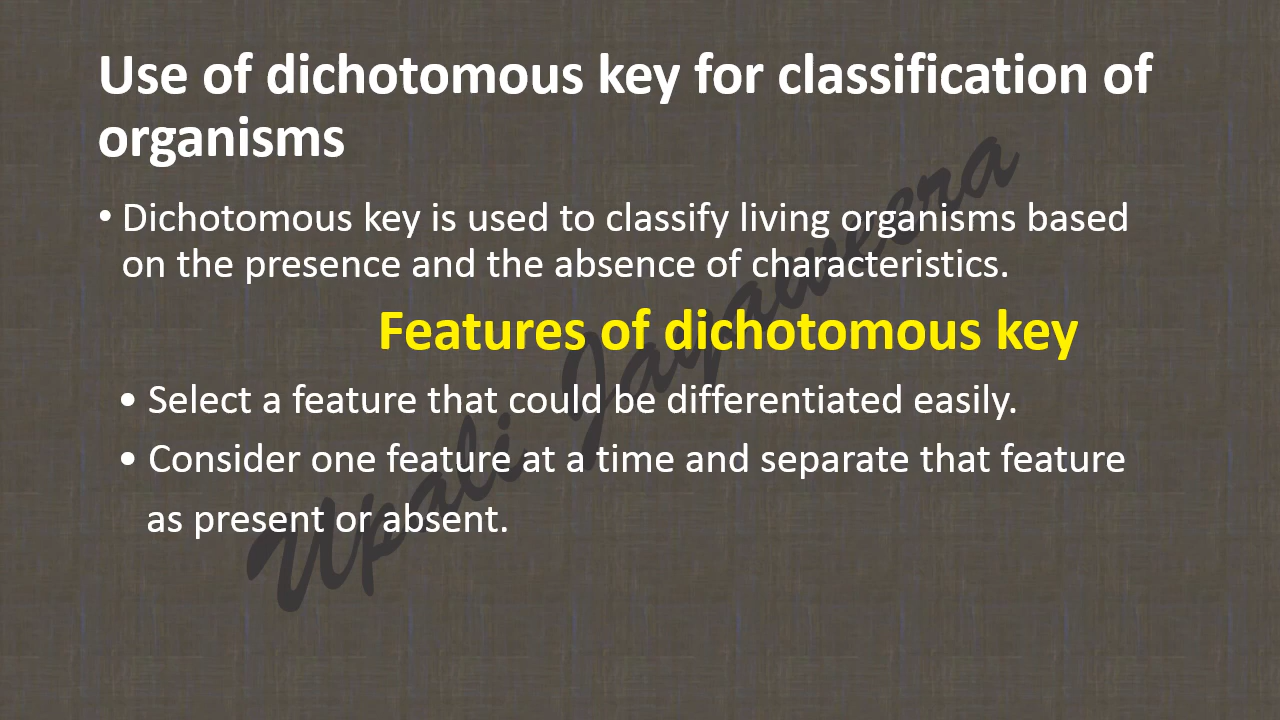 Use of dichotomous key for classification of
organisms
• Dichotomous key is used to classify living organisms based
on the presence and the absence of characteristics.
Features of dichotomous key
• Select a feature that could be differentiated easily.
• Consider one feature at a time and separate that feature
as present or absent.
Upali Jayaweera